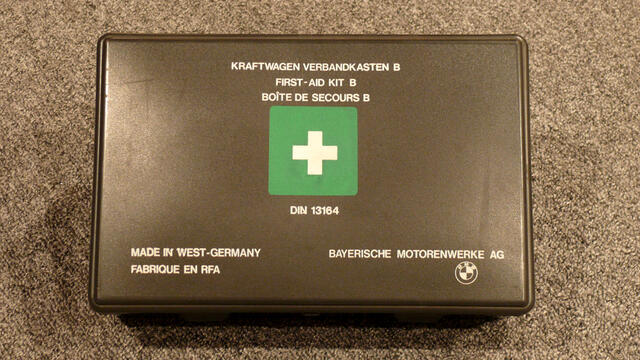 KRAFTWAGEN VERBANDKASTEN B
FIRST-AID KIT B
BOÎTE DE SECOURS B
DIN 13164
MADE IN WEST-GERMANY
FABRIQUE EN RFA
BAYERISCHE MOTORENWERKE AG
BMW